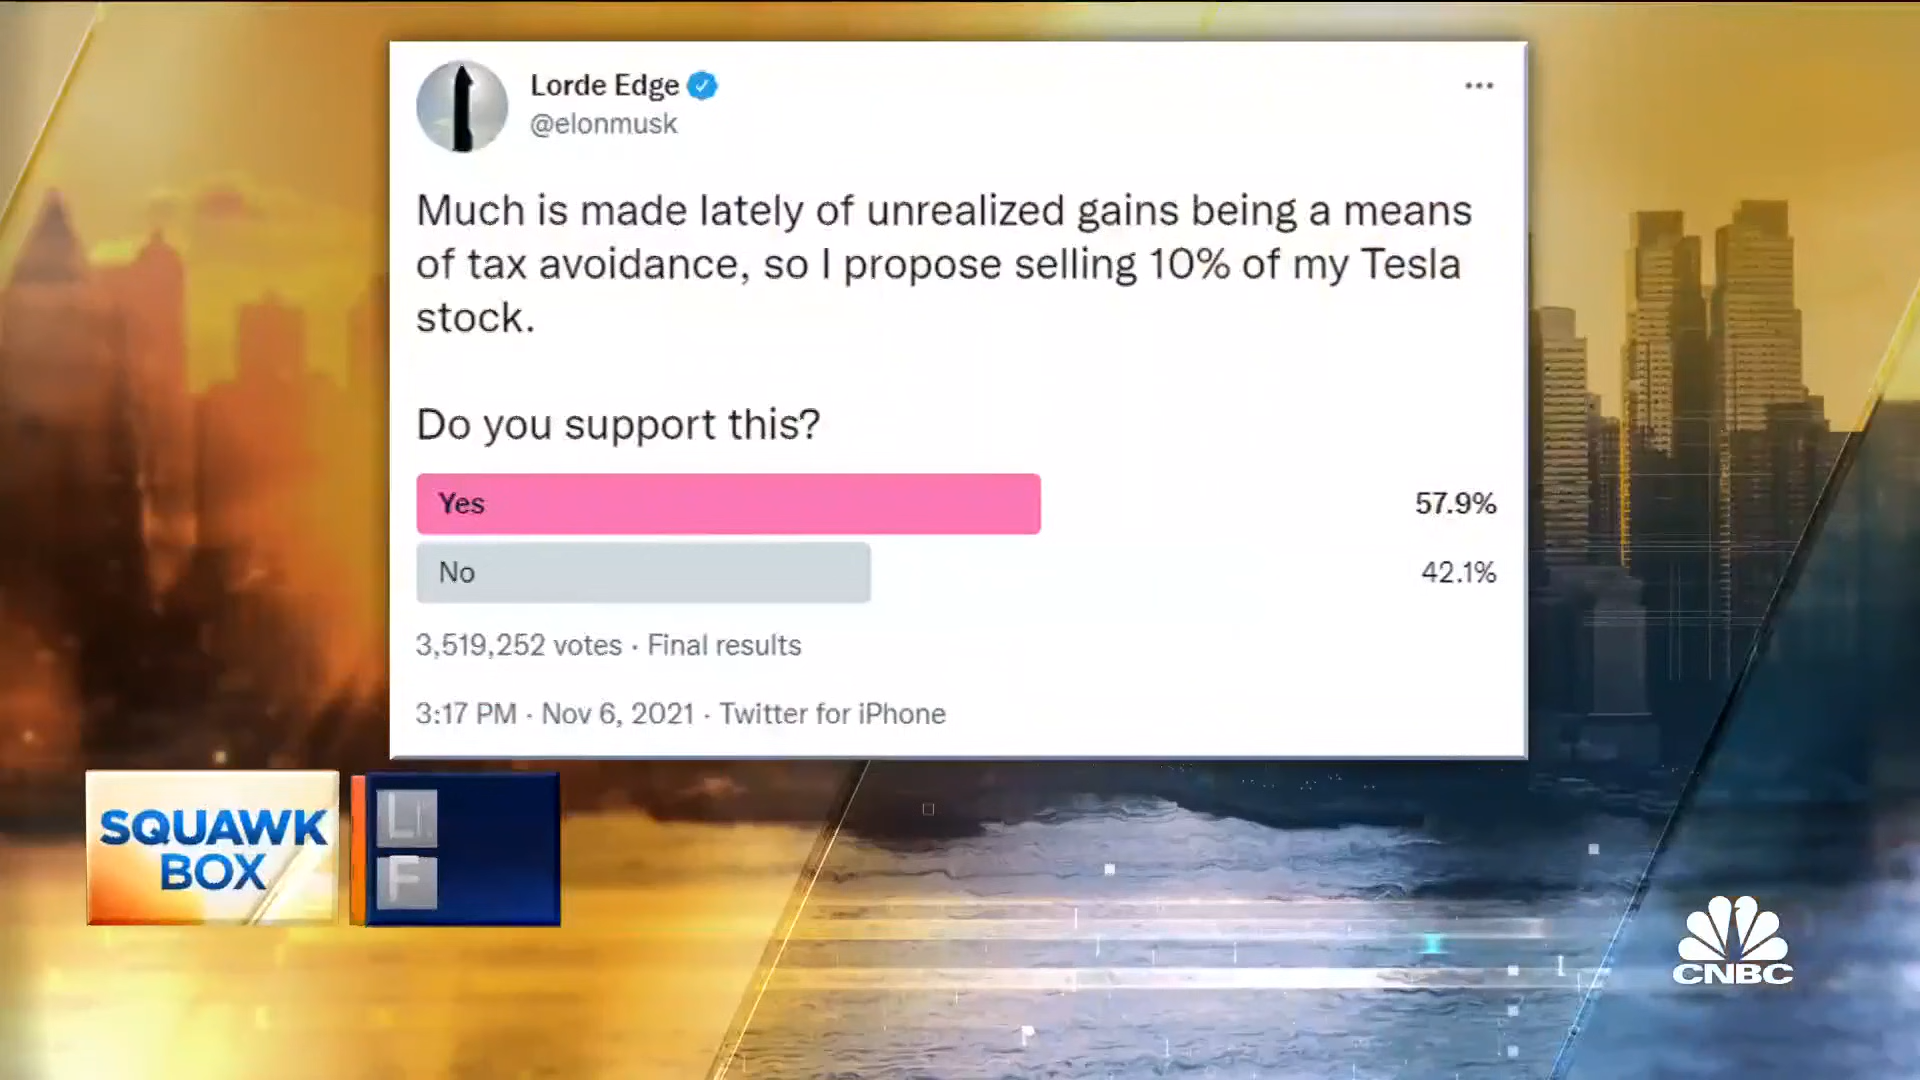 Lorde Edge
@elonmusk
Much is made lately of unrealized gains being a means
of tax avoidance, so I propose selling 10% of my Tesla
stock.
Do you support this?
Yes 57.9%
No 42.1%
3,519,252 votes · Final results
3:17 PM · Nov 6, 2021 · Twitter for iPhone
SQUAWK
BOX
L
F
CNBC